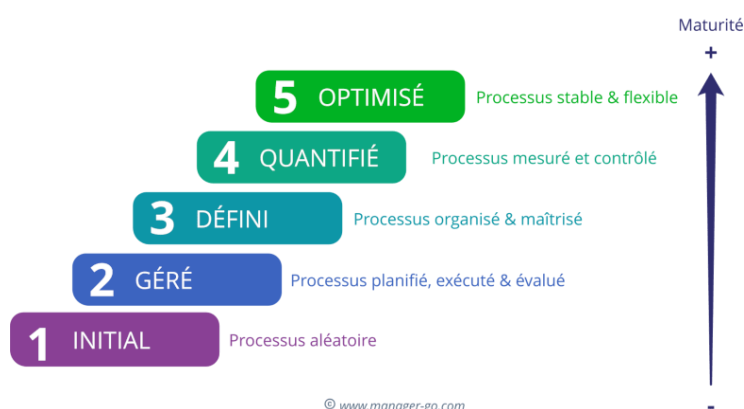 Maturité
+
5 OPTIMISÉ Processus stable & flexible
4 QUANTIFIÉ Processus mesuré et contrôlé
3 DÉFINI Processus organisé & maîtrisé
2 GÉRÉ Processus planifié, exécuté & évalué
1 INITIAL Processus aléatoire
-
© www.manager-go.com